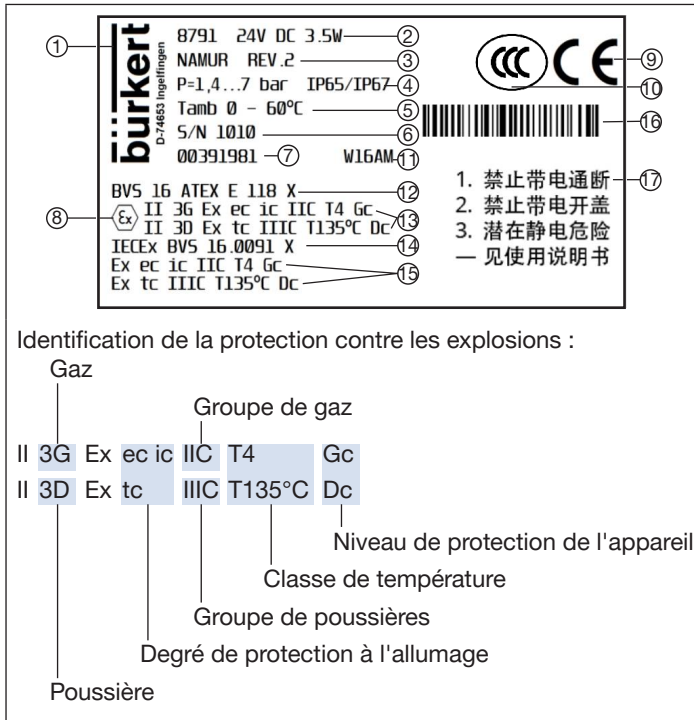 bürkert
D-74653 Ingelfingen
8791 24V DC 3.5W
NAMUR REV.2
P=1,4...7 bar IP65/IP67
Tamb 0 – 60°C
S/N 1010
00391981
W16AM
BVS 16 ATEX E 118 X
Ex II 3G Ex ec ic IIC T4 Gc
II 3D Ex tc IIIC T135°C Dc
IECEx BVS 16.0091 X
Ex ec ic IIC T4 Gc
Ex tc IIIC T135°C Dc
CCC CE
1. 禁止带电通断
2. 禁止带电开盖
3. 潜在静电危险
— 见使用说明书
1
2
3
4
5
6
7
8
9
10
11
12
13
14
15
16
17
Identification de la protection contre les explosions :
Gaz
Groupe de gaz
II 3G Ex ec ic IIC T4 Gc
II 3D Ex tc IIIC T135°C Dc
Niveau de protection de l'appareil
Classe de température
Groupe de poussières
Degré de protection à l'allumage
Poussière